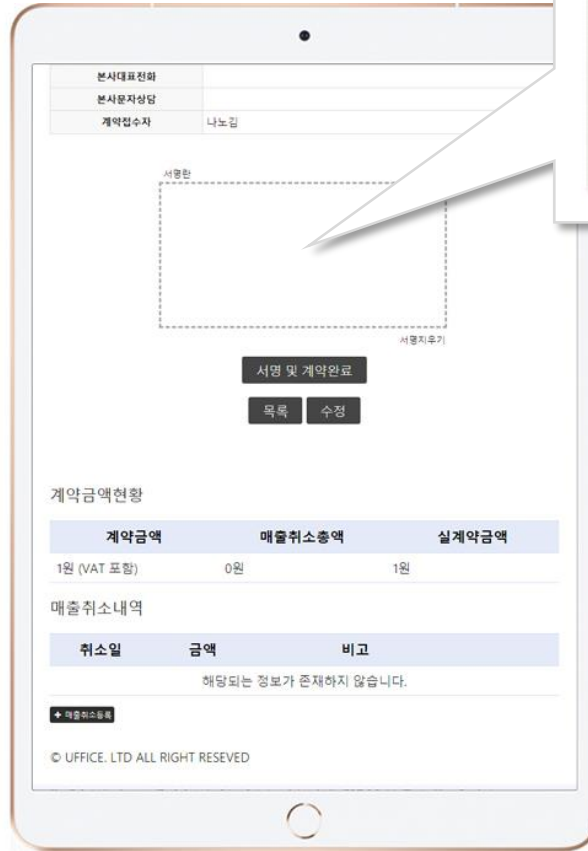 본사대표전화
본사문자상담
계약접수자 나노김
서명란
서명지우기
서명 및 계약완료
목록 수정
계약금액현황
계약금액 매출취소총액 실계약금액
1원 (VAT 포함) 0원 1원
매출취소내역
취소일 금액 비고
해당되는 정보가 존재하지 않습니다.
+ 매출취소등록
© UFFICE. LTD ALL RIGHT RESEVED